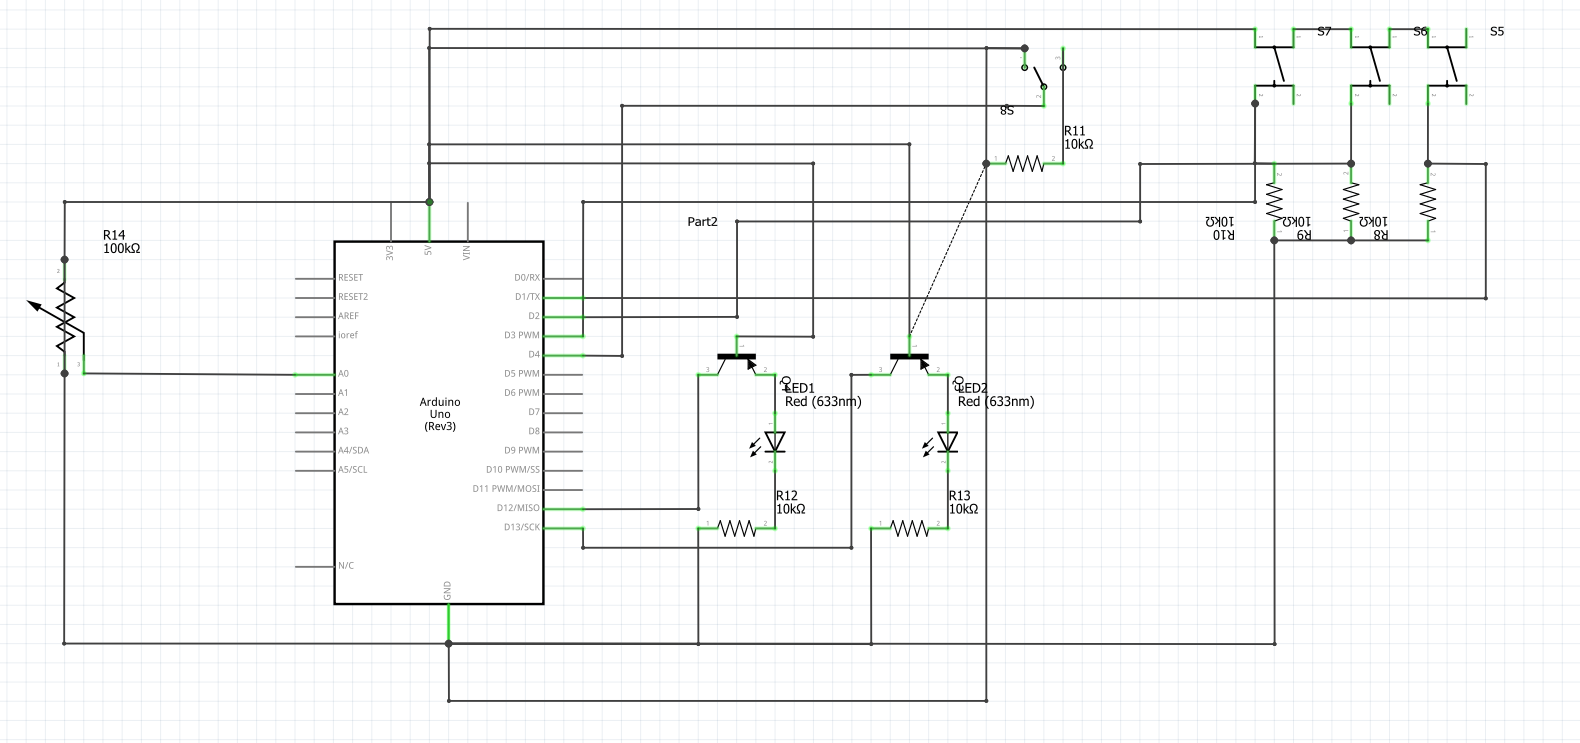 S7
S6
S5
S8
R11
10kΩ
Part2
R10
10kΩ
R9
10kΩ
R8
10kΩ
R14
100kΩ
3V3
5V
VIN
RESET
RESET2
AREF
ioref
A0
A1
A2
A3
A4/SDA
A5/SCL
N/C
D0/RX
D1/TX
D2
D3 PWM
D4
D5 PWM
D6 PWM
D7
D8
D9 PWM
D10 PWM/SS
D11 PWM/MOSI
D12/MISO
D13/SCK
GND
Arduino
Uno
(Rev3)
LED1
Red (633nm)
LED2
Red (633nm)
R12
10kΩ
R13
10kΩ